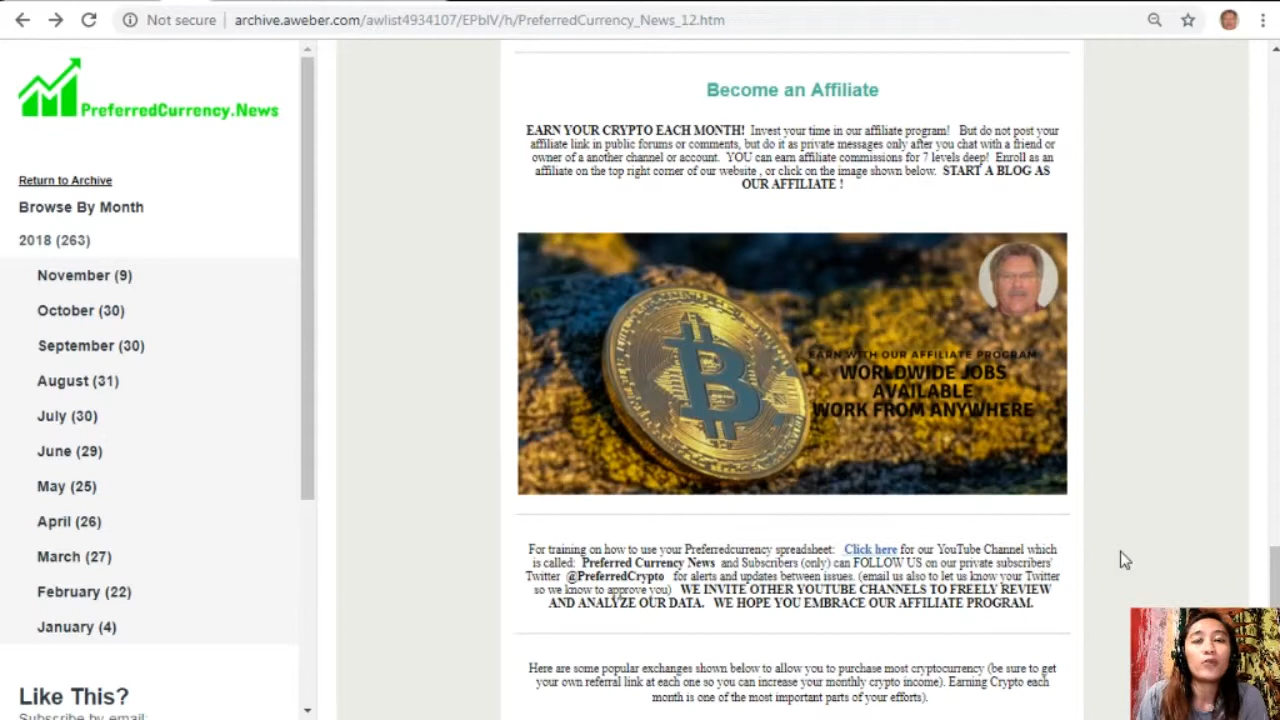 Not secure
archive.aweber.com/awlist4934107/EPbIV/h/PreferredCurrency_News_12.htm
PreferredCurrency.News
Return to Archive
Browse By Month
2018 (263)
November (9)
October (30)
September (30)
August (31)
July (30)
June (29)
May (25)
April (26)
March (27)
February (22)
January (4)
Like This?
Subscribe by email:
Become an Affiliate
EARN YOUR CRYPTO EACH MONTH! Invest your time in our affiliate program! But do not post your
affiliate link in public forums or comments, but do it as private messages only after you chat with a friend or
owner of a another channel or account. YOU can earn affiliate commissions for 7 levels deep! Enroll as an
affiliate on the top right corner of our website , or click on the image shown below. START A BLOG AS
OUR AFFILIATE !
EARN WITH OUR AFFILIATE PROGRAM
WORLDWIDE JOBS
AVAILABLE
WORK FROM ANYWHERE
For training on how to use your Preferredcurrency spreadsheet: Click here for our YouTube Channel which
is called: Preferred Currency News and Subscribers (only) can FOLLOW US on our private subscribers'
Twitter @PreferredCrypto for alerts and updates between issues. (email us also to let us know your Twitter
so we know to approve you) WE INVITE OTHER YOUTUBE CHANNELS TO FREELY REVIEW
AND ANALYZE OUR DATA. WE HOPE YOU EMBRACE OUR AFFILIATE PROGRAM.
Here are some popular exchanges shown below to allow you to purchase most cryptocurrency (be sure to get
your own referral link at each one so you can increase your monthly crypto income). Earning Crypto each
month is one of the most important parts of your efforts).